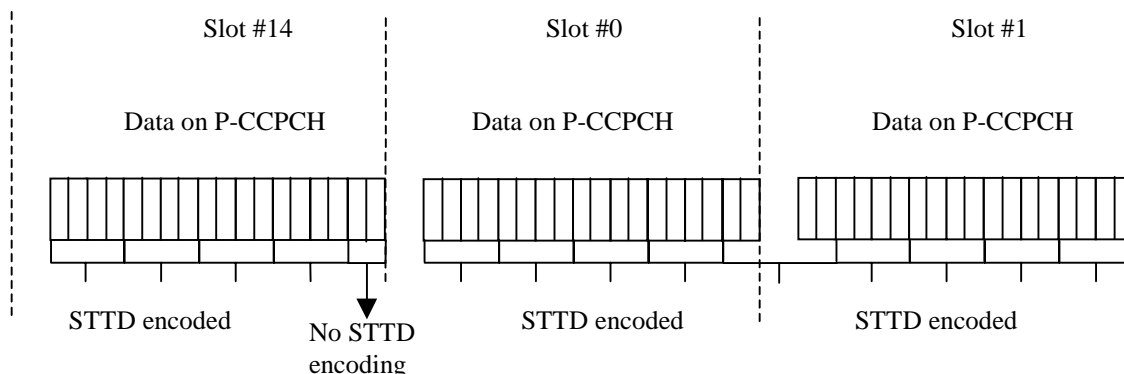 Slot #14
Slot #0
Slot #1
Data on P-CCPCH
Data on P-CCPCH
Data on P-CCPCH
STTD encoded
No STTD
encoding
STTD encoded
STTD encoded